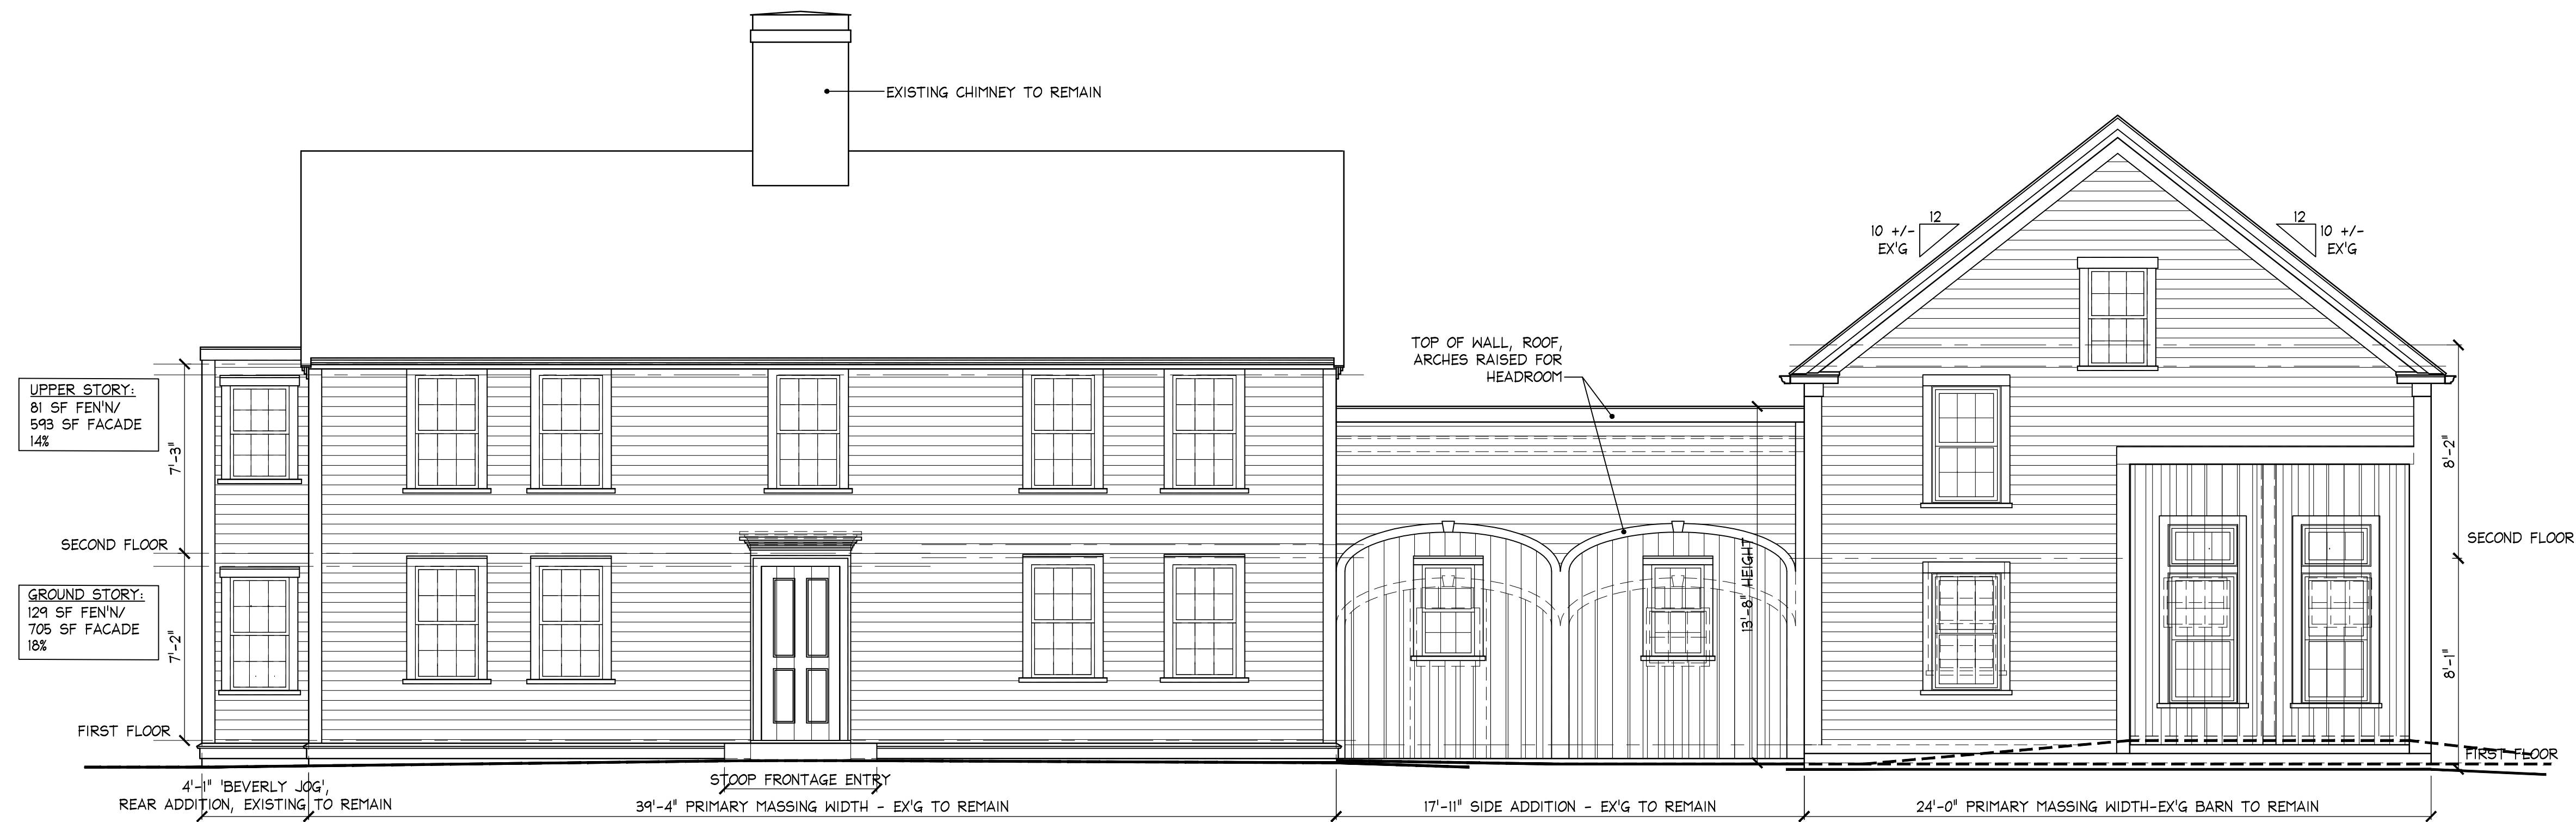 EXISTING CHIMNEY TO REMAIN
12
10 +/-
EX'G
12
10 +/-
EX'G
TOP OF WALL, ROOF,
ARCHES RAISED FOR
HEADROOM
UPPER STORY:
81 SF FEN'N/
593 SF FACADE
14%
7'-3"
8'-2"
SECOND FLOOR
SECOND FLOOR
GROUND STORY:
129 SF FEN'N/
705 SF FACADE
18%
7'-2"
13'-8" HEIGHT
8'-1"
FIRST FLOOR
FIRST FLOOR
STOOP FRONTAGE ENTRY
4'-1" 'BEVERLY JOG',
REAR ADDITION, EXISTING TO REMAIN
39'-4" PRIMARY MASSING WIDTH - EX'G TO REMAIN
17'-11" SIDE ADDITION - EX'G TO REMAIN
24'-0" PRIMARY MASSING WIDTH-EX'G BARN TO REMAIN